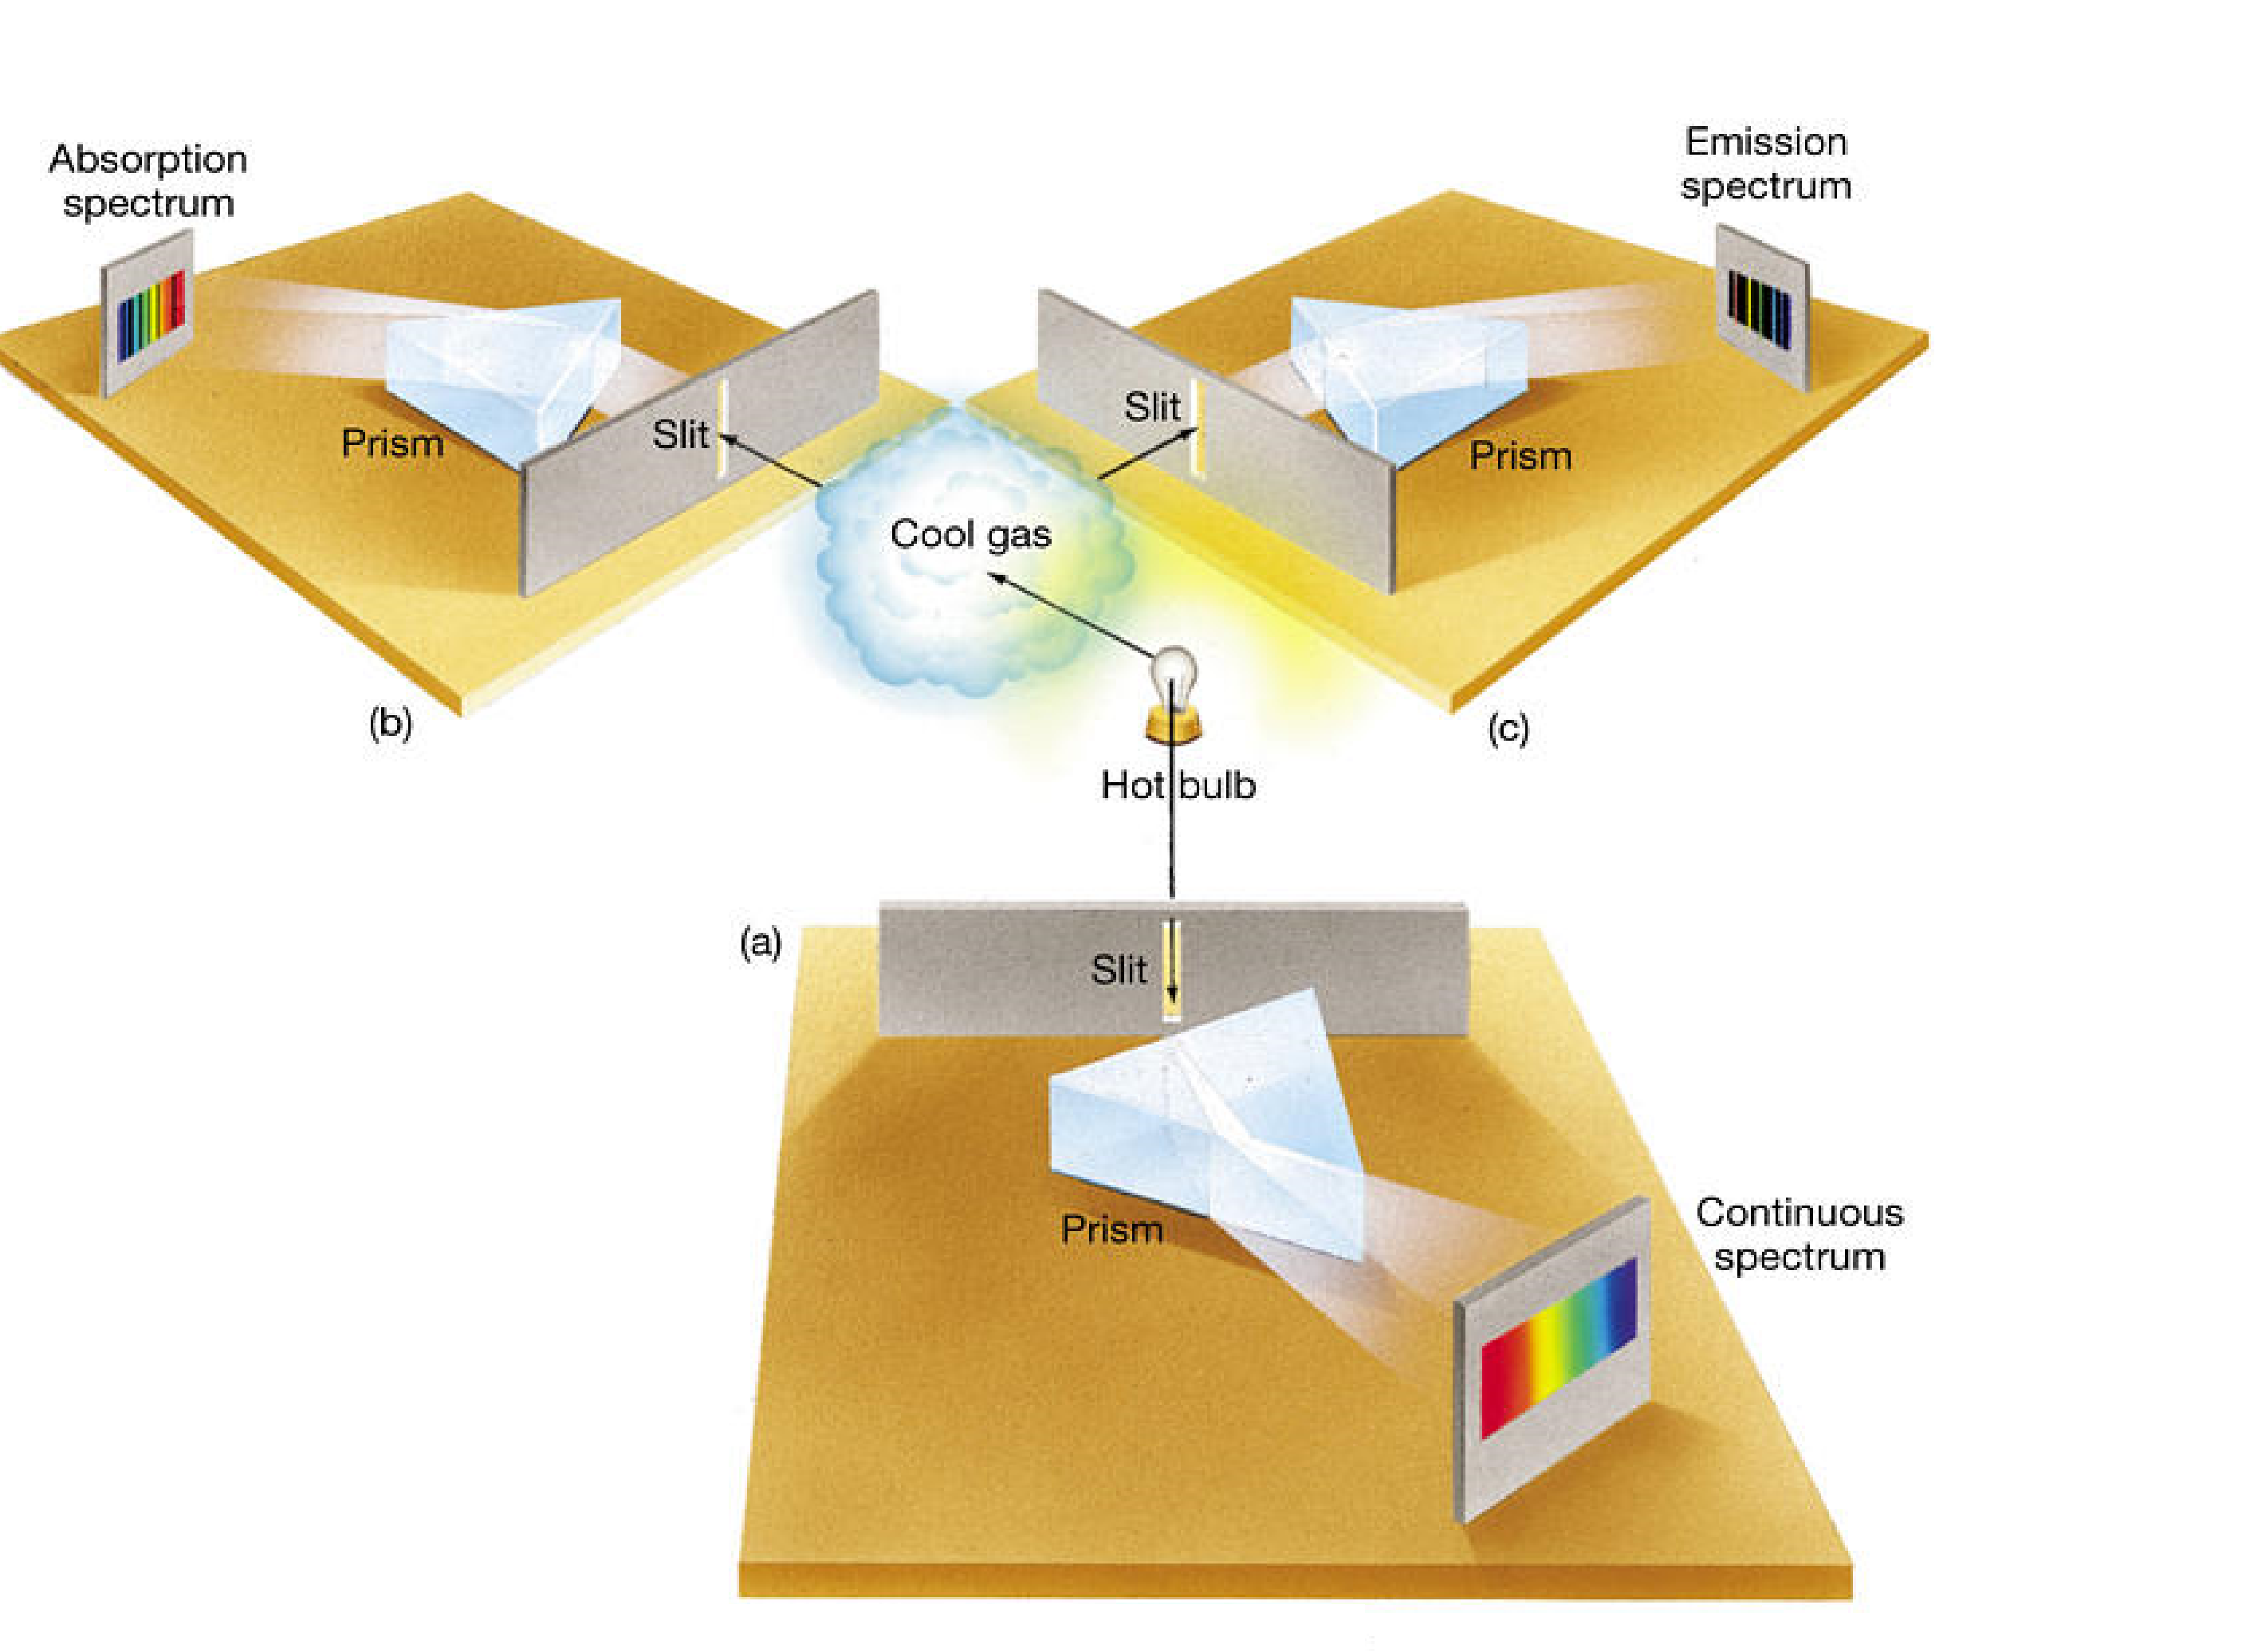 Absorption
spectrum
Emission
spectrum
Slit
Slit
Prism
Prism
Cool gas
(b)
(c)
Hot bulb
(a)
Slit
Prism
Continuous
spectrum